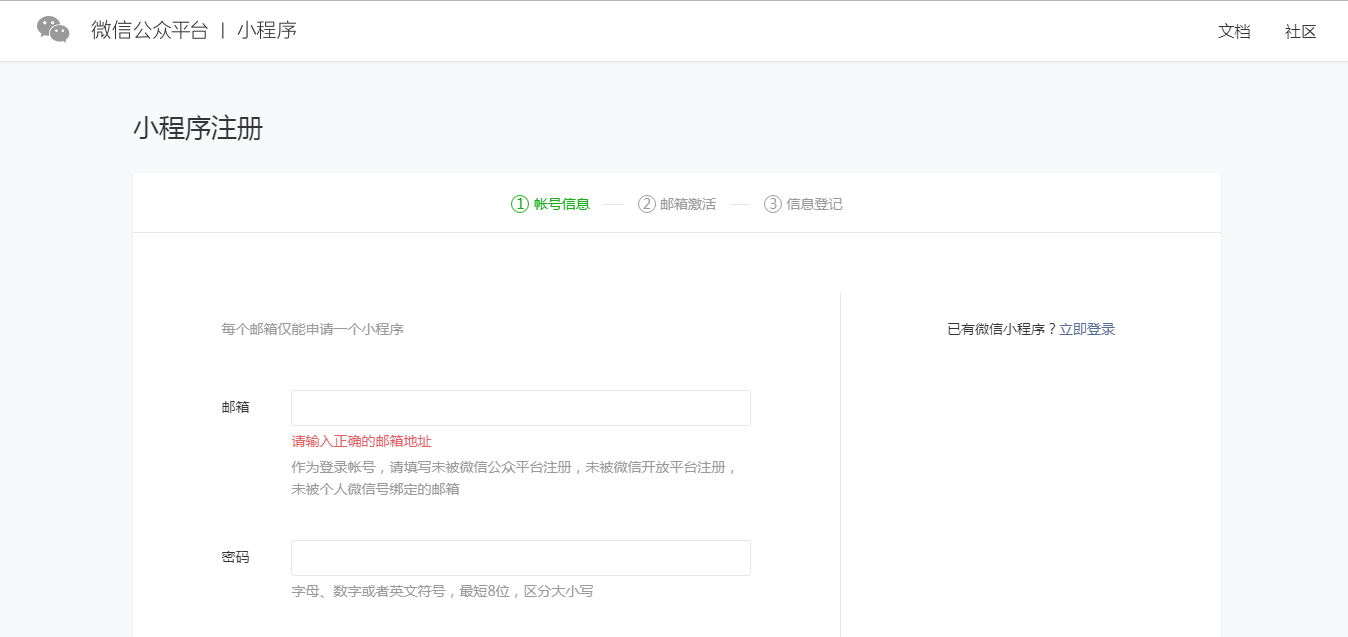 微信公众平台 | 小程序
文档 社区
小程序注册
① 帐号信息 ② 邮箱激活 ③ 信息登记
每个邮箱仅能申请一个小程序
已有微信小程序？立即登录
邮箱
请输入正确的邮箱地址
作为登录帐号，请填写未被微信公众平台注册，未被微信开放平台注册，
未被个人微信号绑定的邮箱
密码
字母、数字或者英文符号，最短8位，区分大小写